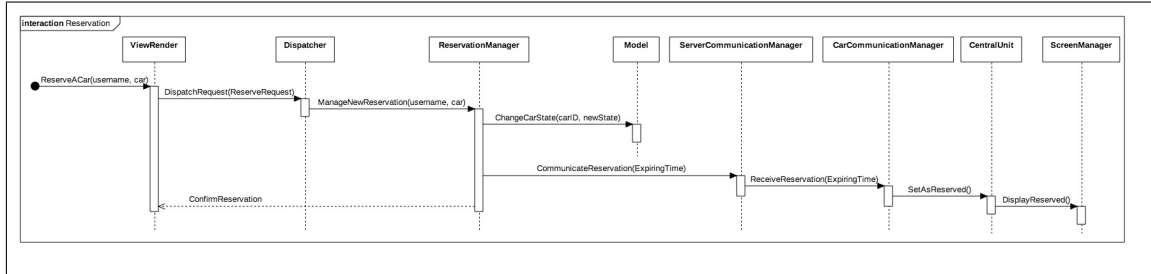 interaction Reservation
ViewRender
Dispatcher
ReservationManager
Model
ServerCommunicationManager
CarCommunicationManager
CentralUnit
ScreenManager
ReserveACar(username, car)
DispatchRequest(ReserveRequest)
ManageNewReservation(username, car)
ChangeCarState(carID, newState)
CommunicateReservation(ExpiringTime)
ReceiveReservation(ExpiringTime)
SetAsReserved()
DisplayReserved()
ConfirmReservation